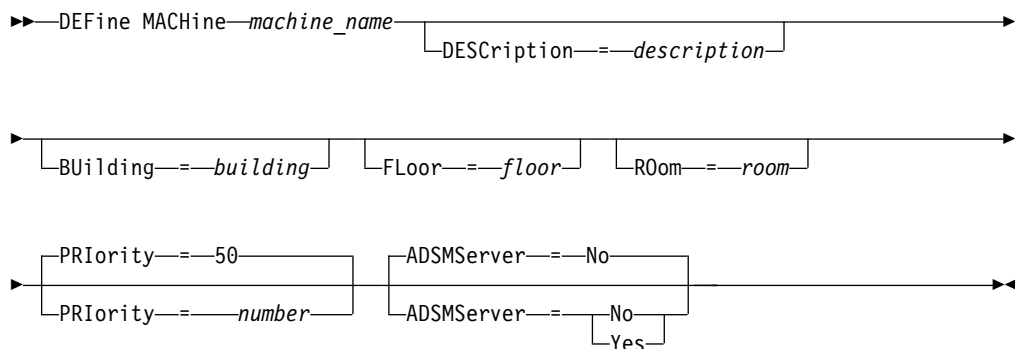 DEFine MACHine machine_name
DESCription = description
BUilding = building FLoor = floor ROom = room
PRIority = 50 ADSMServer = No
PRIority = number ADSMServer = No
Yes